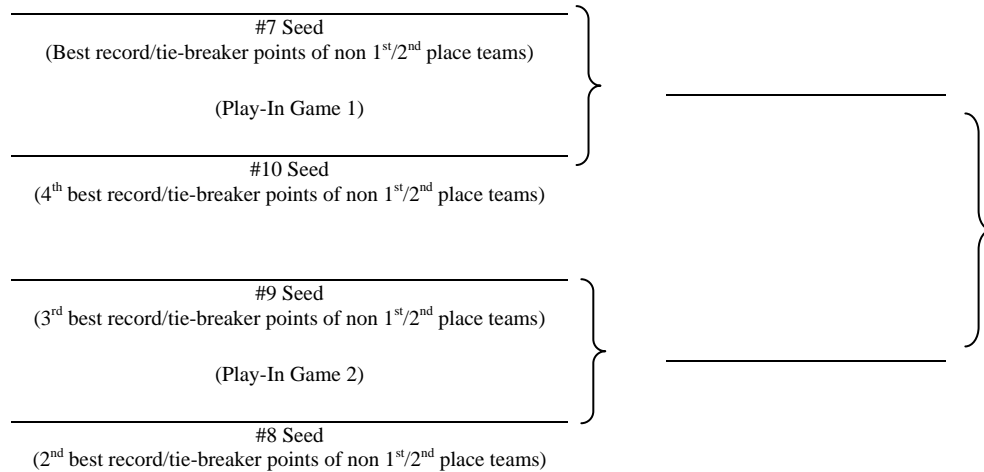 #7 Seed
(Best record/tie-breaker points of non 1st/2nd place teams)
(Play-In Game 1)
#10 Seed
(4th best record/tie-breaker points of non 1st/2nd place teams)
#9 Seed
(3rd best record/tie-breaker points of non 1st/2nd place teams)
(Play-In Game 2)
#8 Seed
(2nd best record/tie-breaker points of non 1st/2nd place teams)